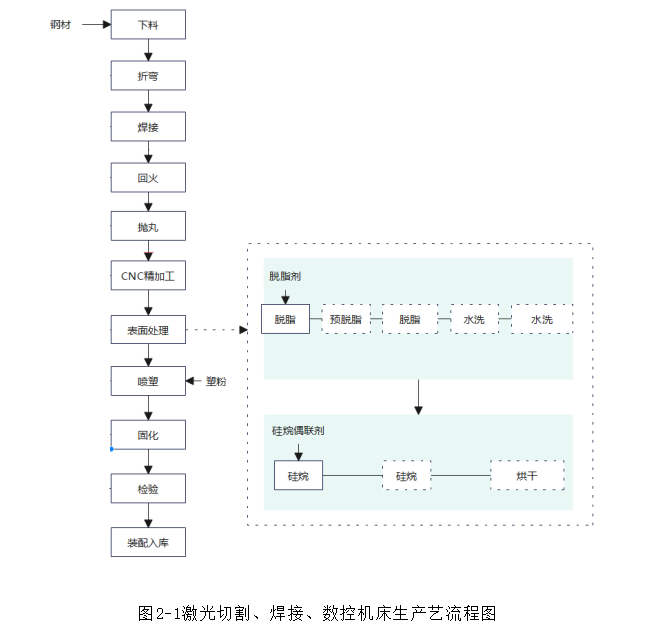 钢材
下料
折弯
焊接
回火
抛丸
CNC精加工
表面处理
喷塑
塑粉
固化
检验
装配入库
脱脂剂
脱脂 预脱脂 脱脂 水洗 水洗
硅烷偶联剂
硅烷 硅烷 烘干
图2-1激光切割、焊接、数控机床生产艺流程图